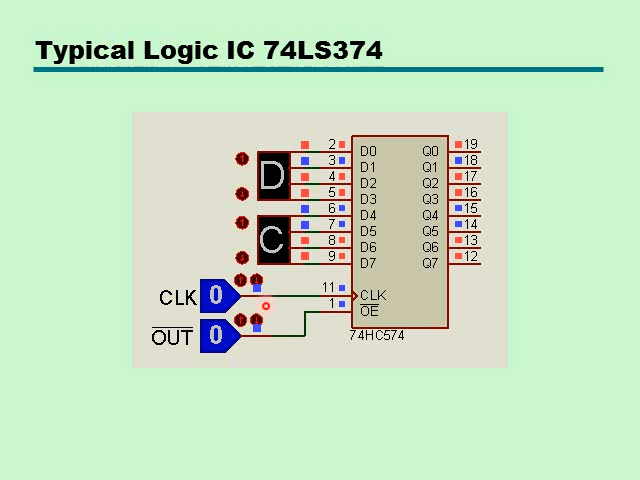 Typical Logic IC 74LS374
2 D0 Q0 19
D 3 D1 Q1 18
4 D2 Q2 17
5 D3 Q3 16
6 D4 Q4 15
C 7 D5 Q5 14
8 D6 Q6 13
9 D7 Q7 12
CLK 0 11 CLK
OUT 0 1 OE
74HC574